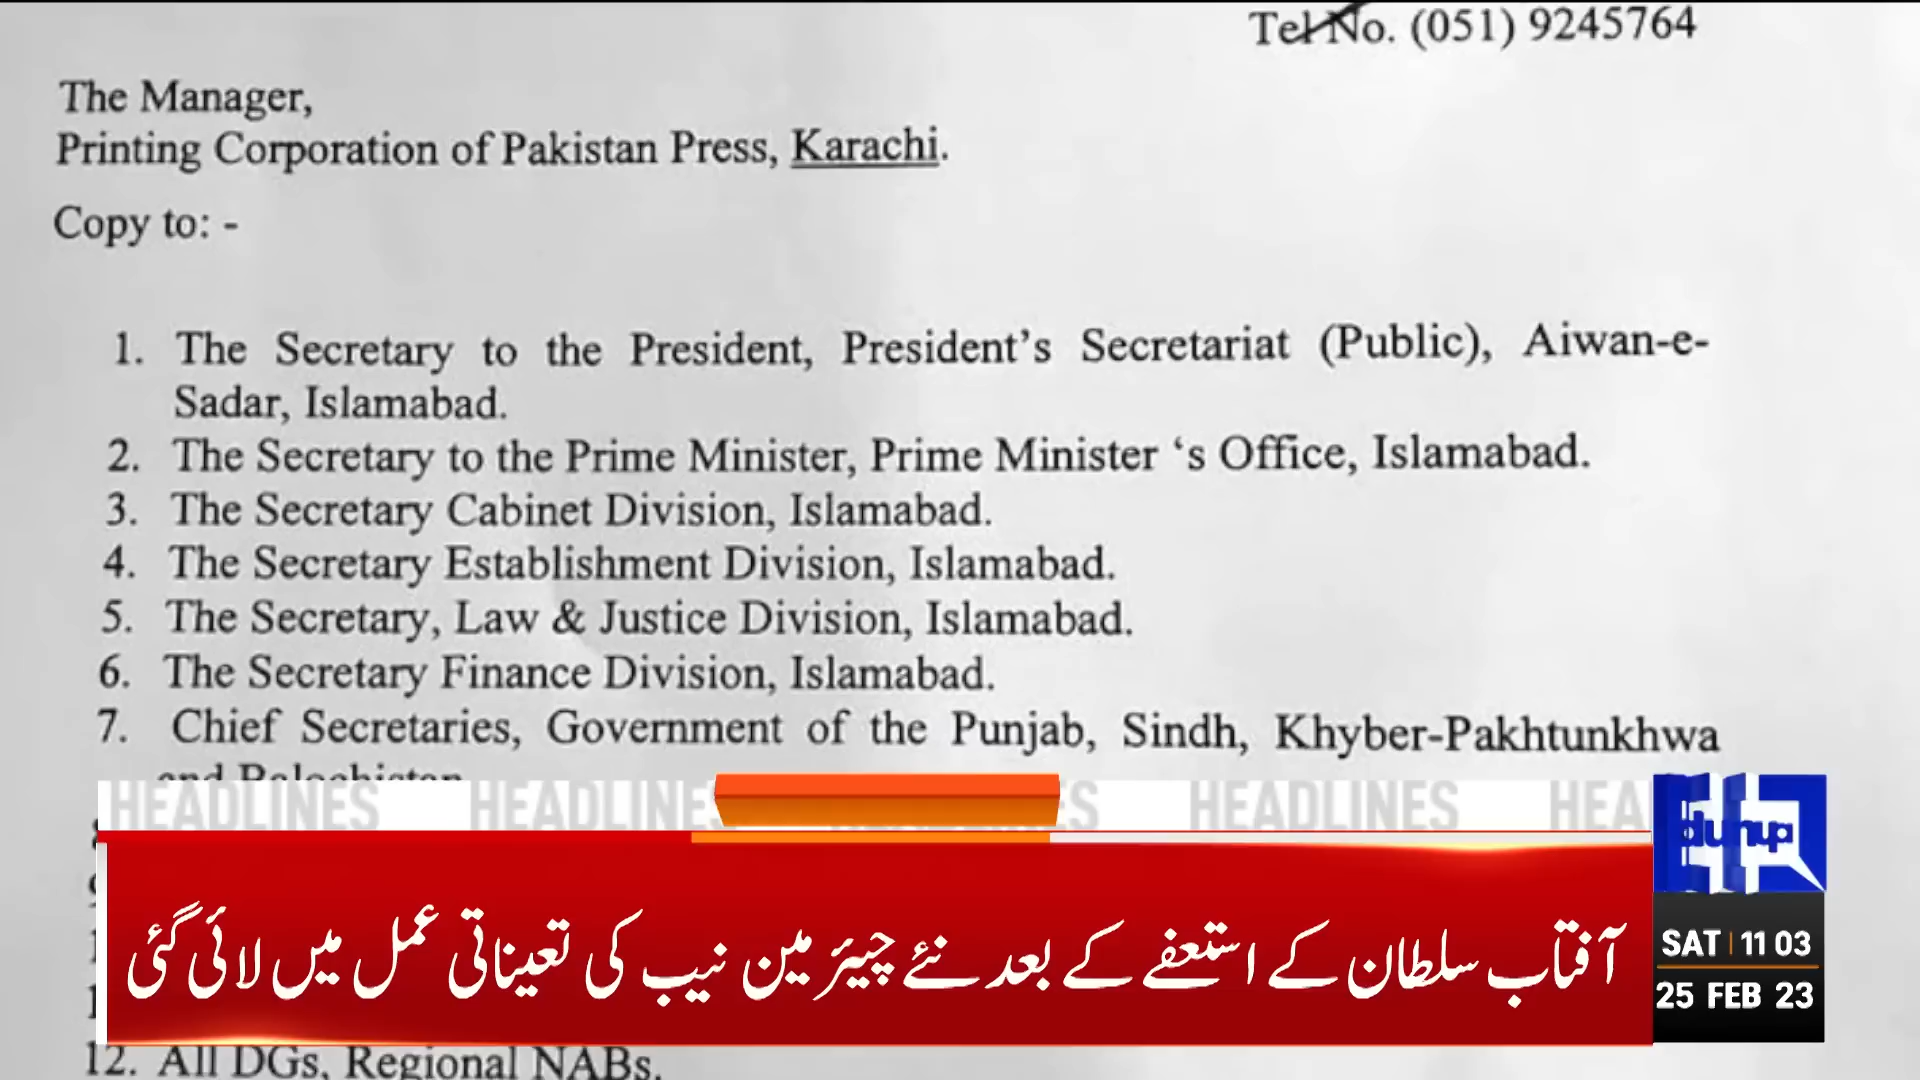 Tel No. (051) 9245764
The Manager,
Printing Corporation of Pakistan Press, Karachi.
Copy to: -
1. The Secretary to the President, President's Secretariat (Public), Aiwan-e-
Sadar, Islamabad.
2. The Secretary to the Prime Minister, Prime Minister ‘s Office, Islamabad.
3. The Secretary Cabinet Division, Islamabad.
4. The Secretary Establishment Division, Islamabad.
5. The Secretary, Law & Justice Division, Islamabad.
6. The Secretary Finance Division, Islamabad.
7. Chief Secretaries, Government of the Punjab, Sindh, Khyber-Pakhtunkhwa
and Balochistan
HEADLINES HEADLINES HEADLINES
dunya
آفتاب سلطان کے استعفے کے بعد نئے چیئرمین نیب کی تعیناتی عمل میں لائی گئی
SAT 11 03
25 FEB 23
12. All DGs, Regional NABs.